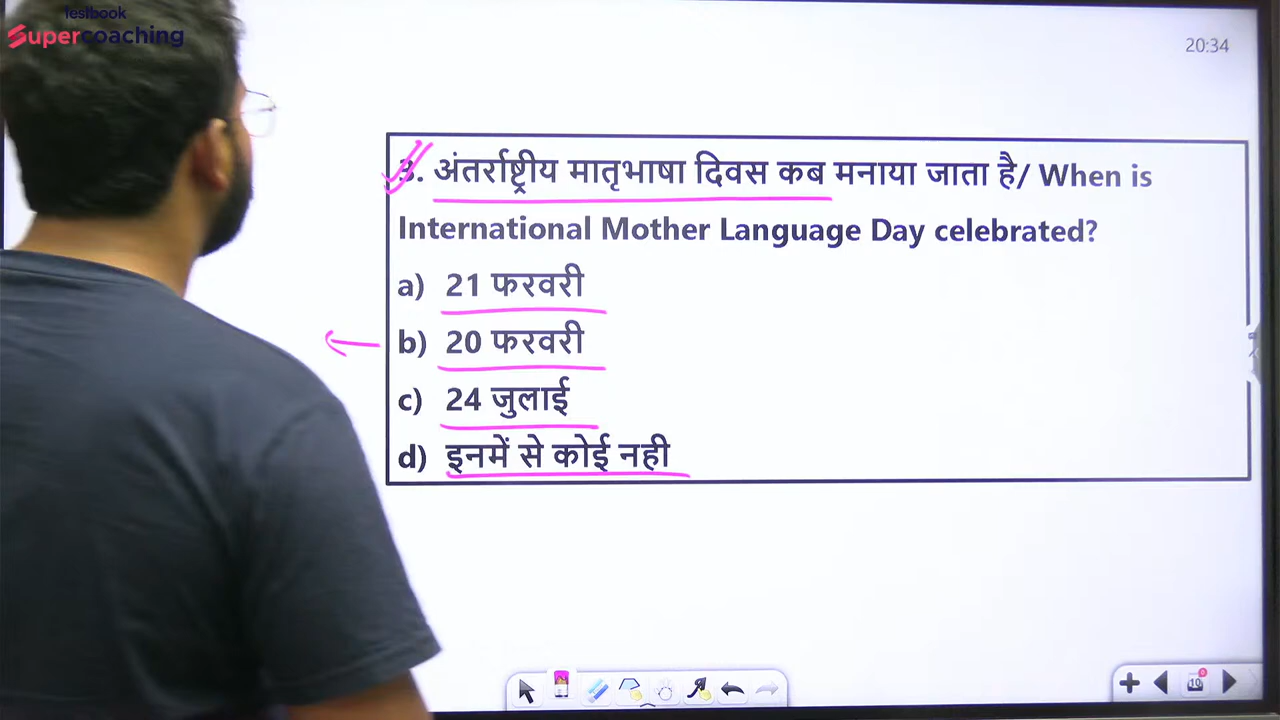 testbook
Supercoaching
20:34
3. अंतर्राष्ट्रीय मातृभाषा दिवस कब मनाया जाता है/ When is
International Mother Language Day celebrated?
a) 21 फरवरी
b) 20 फरवरी
c) 24 जुलाई
d) इनमें से कोई नही
19